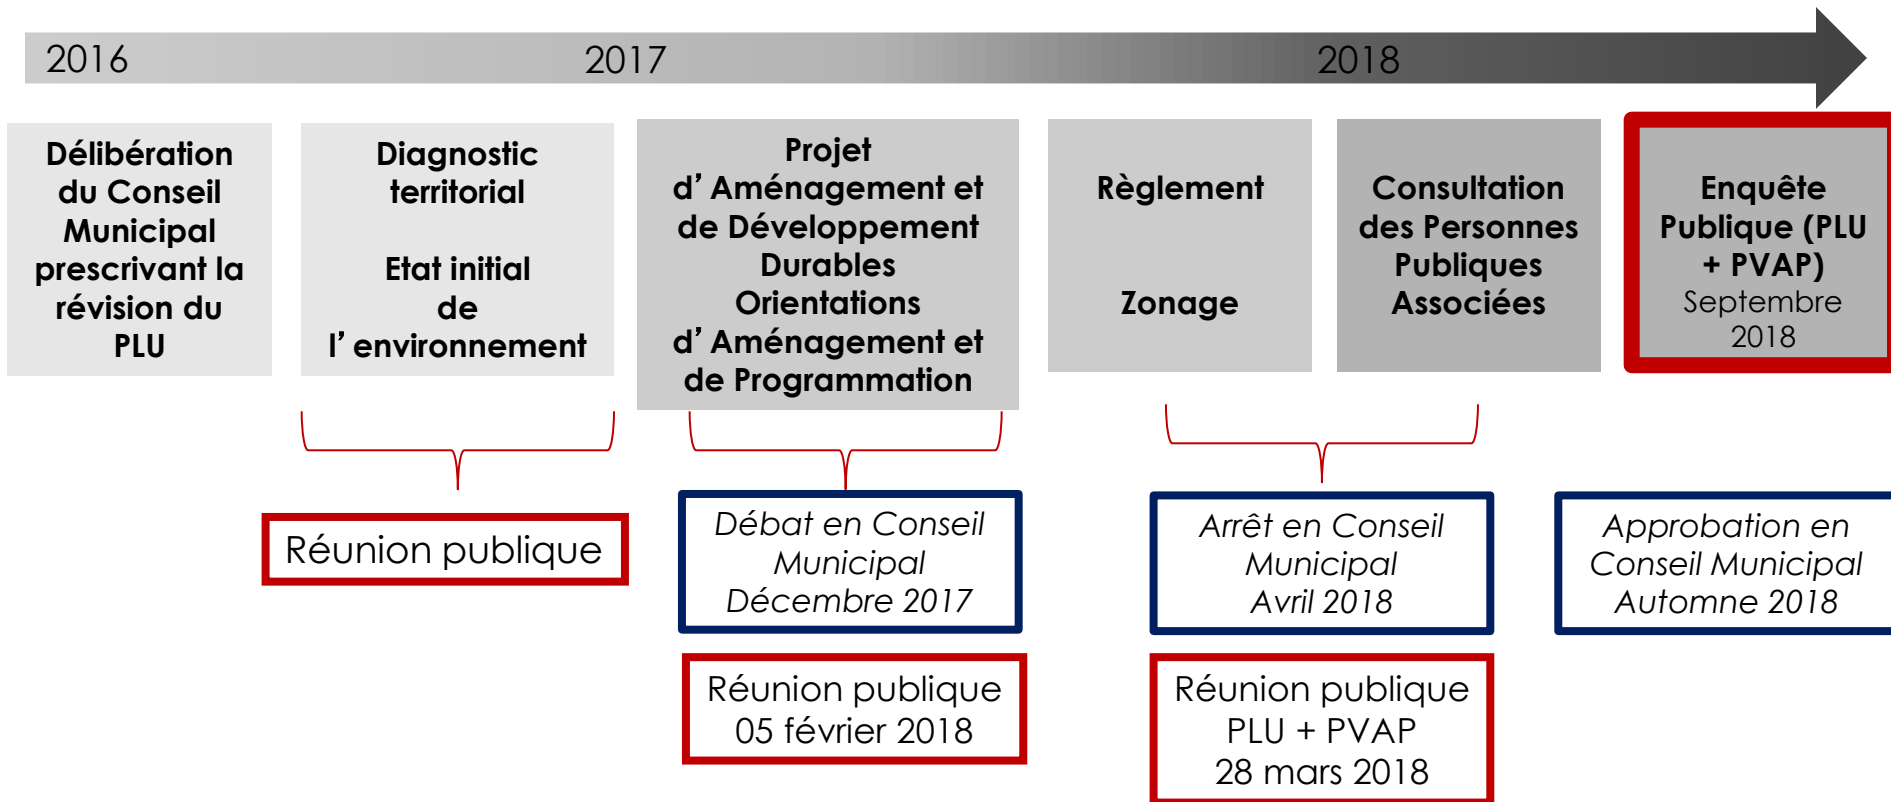 2016
2017
2018
Délibération
du Conseil
Municipal
prescrivant la
révision du
PLU
Diagnostic
territorial
Etat initial
de
l’ environnement
Projet
d’ Aménagement et
de Développement
Durables
Orientations
d’ Aménagement et
de Programmation
Règlement
Zonage
Consultation
des Personnes
Publiques
Associées
Enquête
Publique (PLU
+ PVAP)
Septembre
2018
Réunion publique
Débat en Conseil
Municipal
Décembre 2017
Réunion publique
05 février 2018
Arrêt en Conseil
Municipal
Avril 2018
Réunion publique
PLU + PVAP
28 mars 2018
Approbation en
Conseil Municipal
Automne 2018